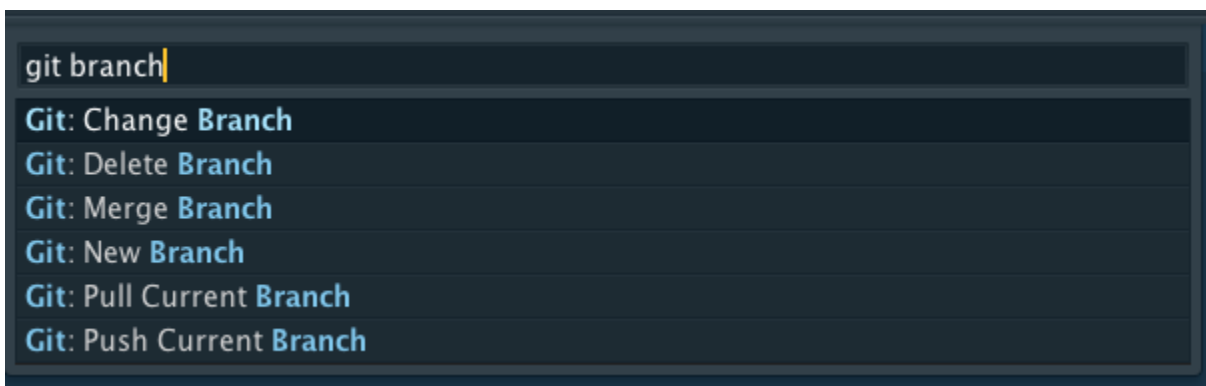 git branch
Git: Change Branch
Git: Delete Branch
Git: Merge Branch
Git: New Branch
Git: Pull Current Branch
Git: Push Current Branch